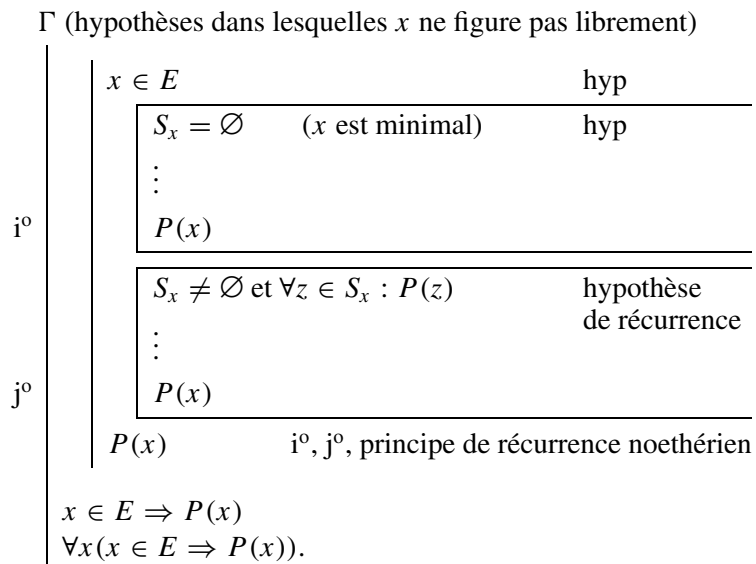 Γ (hypothèses dans lesquelles x ne figure pas librement)
x ∈ E hyp
S_x = ∅ (x est minimal) hyp
⋮
i° P(x)
S_x ≠ ∅ et ∀z ∈ S_x : P(z) hypothèse
de récurrence
⋮
j° P(x)
P(x) i°, j°, principe de récurrence noethérien
x ∈ E ⇒ P(x)
∀x(x ∈ E ⇒ P(x)).